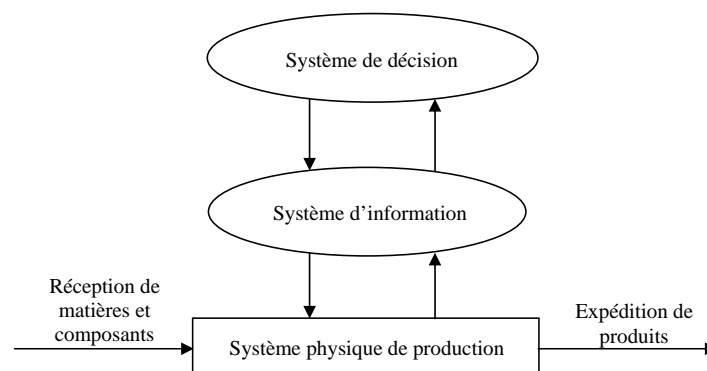 Système de décision
Système d'information
Réception de
matières et
composants
Système physique de production
Expédition de
produits